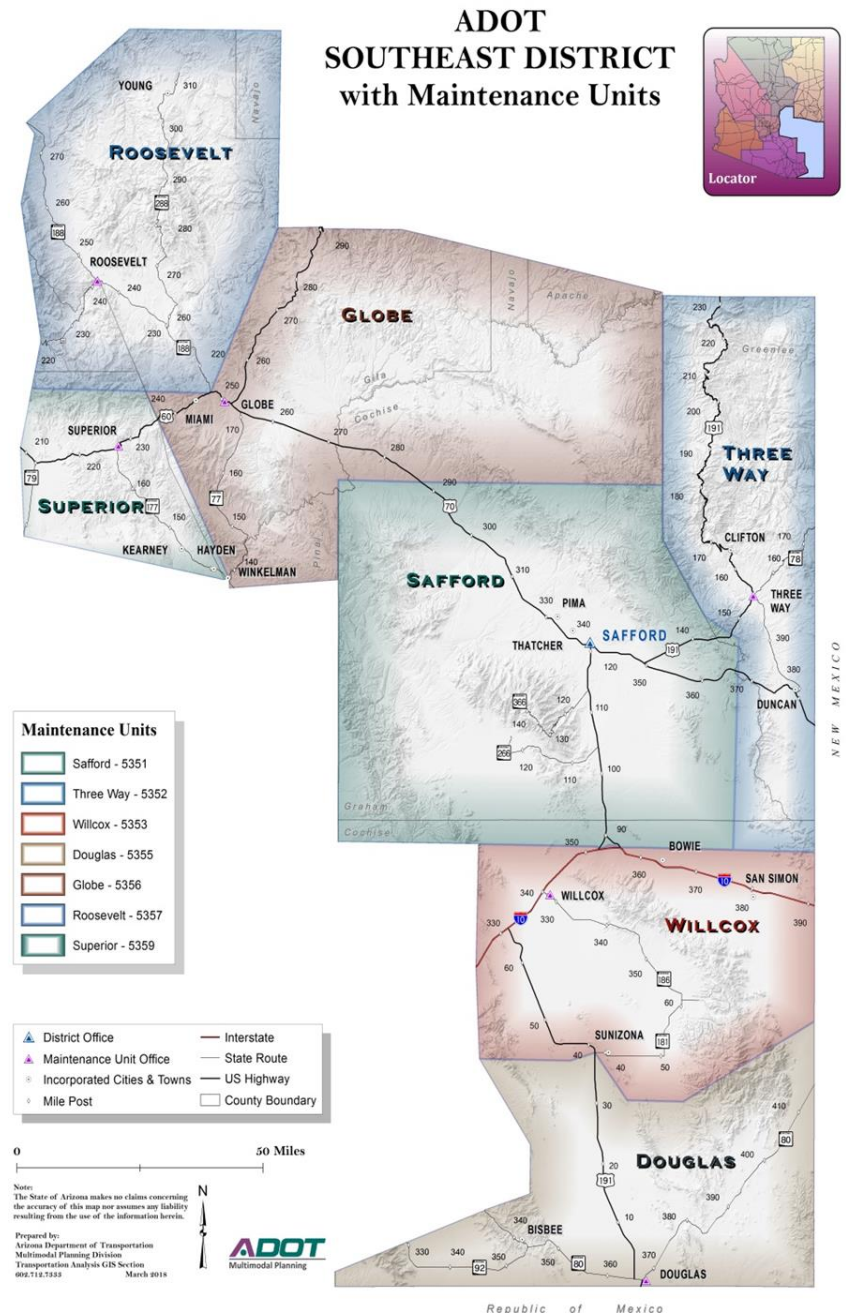 ADOT
SOUTHEAST DISTRICT
with Maintenance Units
Locator
YOUNG
310
Navajo
300
270
ROOSEVELT
290
260
288
280
188
250
ROOSEVELT
270
240
240
260
230
230
188
220
220
290
280
Navajo
Apache
270
GLOBE
260
250
Gila
Cochise
240
60
MIAMI
GLOBE
260
170
270
280
SUPERIOR
210
230
220
160
79
SUPERIOR
177
150
160
77
150
KEARNEY
HAYDEN
140
WINKELMAN
Pinal
230
220
Greenlee
210
200
191
190
THREE
WAY
180
CLIFTON
170
170
160
78
160
THREE
WAY
150
390
380
370
DUNCAN
NEW MEXICO
290
70
300
310
SAFFORD
330
PIMA
340
SAFFORD
THATCHER
140
191
120
350
360
120
366
110
140
130
266
120
110
100
Graham
Cochise
90
350
BOWIE
360
10
370
SAN SIMON
380
390
340
WILLCOX
330
10
330
WILLCOX
340
60
350
186
60
50
SUNIZONA
181
40
40
50
30
410
80
400
20
DOUGLAS
191
390
10
380
340
BISBEE
330
340
350
92
80
350
360
370
DOUGLAS
Republic of Mexico
Maintenance Units
Safford - 5351
Three Way - 5352
Willcox - 5353
Douglas - 5355
Globe - 5356
Roosevelt - 5357
Superior - 5359
District Office
Maintenance Unit Office
Incorporated Cities & Towns
Mile Post
Interstate
State Route
US Highway
County Boundary
0
50 Miles
Note:
The State of Arizona makes no claims concerning
the accuracy of this map nor assumes any liability
resulting from the use of the information herein.
Prepared by:
Arizona Department of Transportation
Multimodal Planning Division
Transportation Analysis GIS Section
602.712.7333 March 2018
N
ADOT
Multimodal Planning